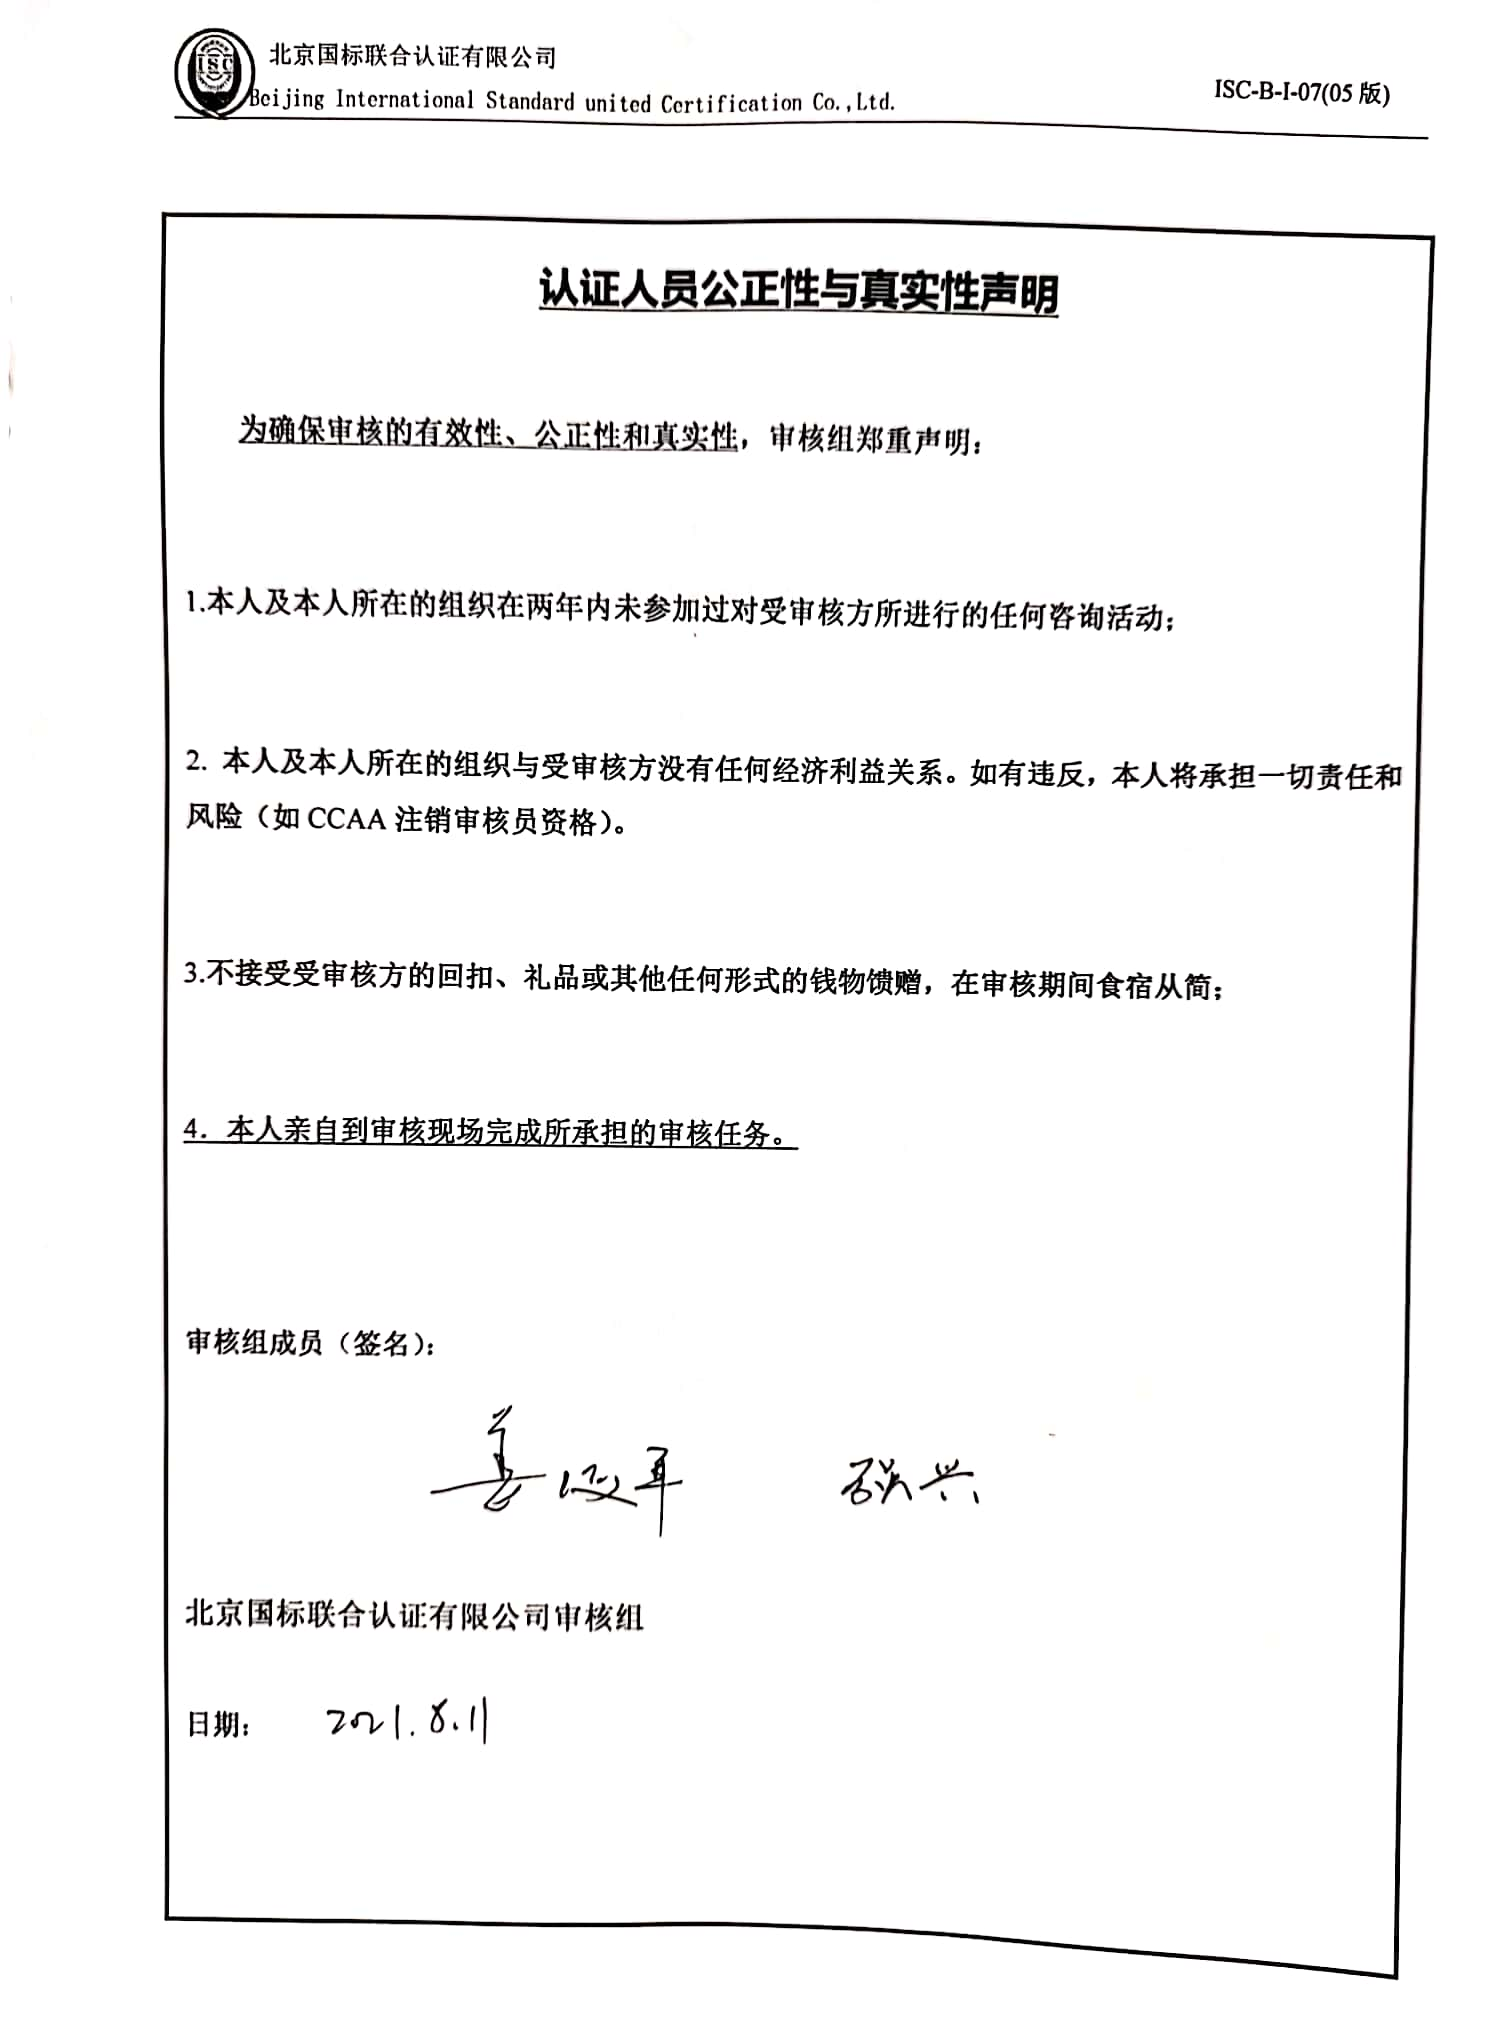 ISC
北京国标联合认证有限公司
Beijing International Standard united Certification Co.,Ltd.
ISC-B-I-07(05 版)
认证人员公正性与真实性声明
为确保审核的有效性、公正性和真实性，审核组郑重声明：
1.本人及本人所在的组织在两年内未参加过对受审核方所进行的任何咨询活动；
2. 本人及本人所在的组织与受审核方没有任何经济利益关系。如有违反，本人将承担一切责任和
风险（如 CCAA 注销审核员资格）。
3.不接受受审核方的回扣、礼品或其他任何形式的钱物馈赠，在审核期间食宿从简；
4．本人亲自到审核现场完成所承担的审核任务。
审核组成员（签名）：
北京国标联合认证有限公司审核组
日期： 2021.8.11